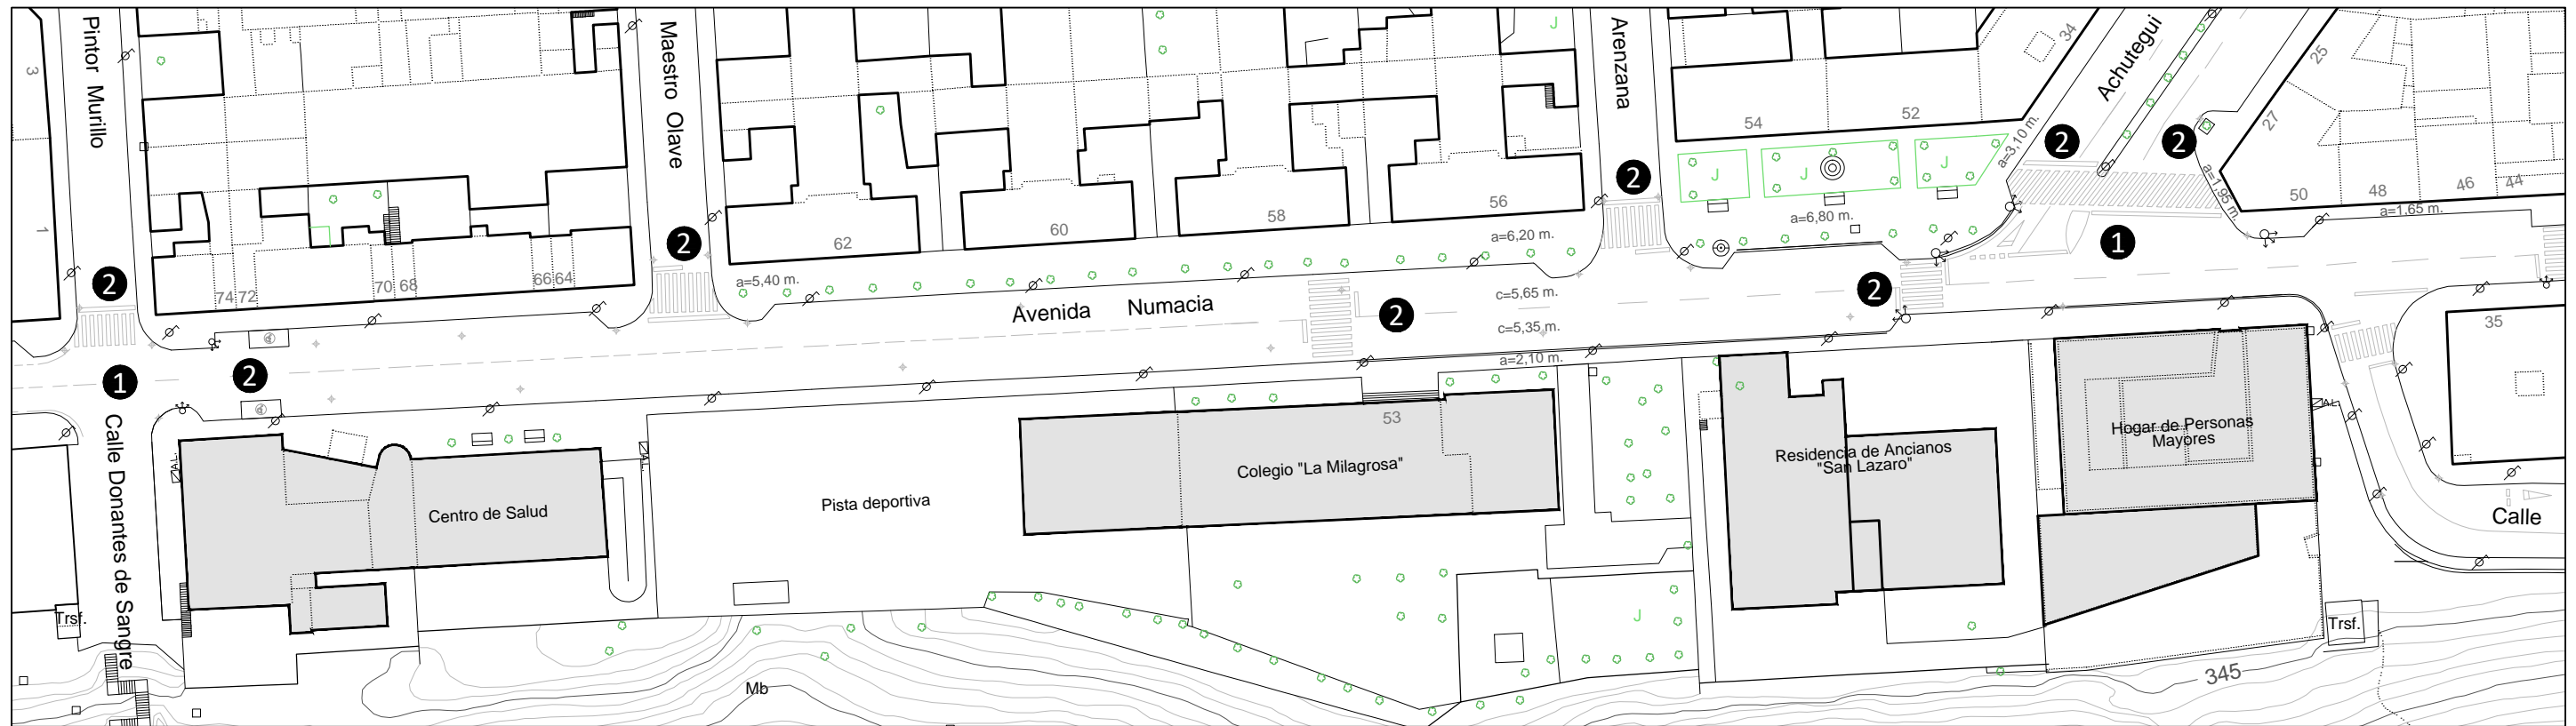 Pintor Murillo
Maestro Olave
Arenzana
Achutegui
J
34
25
27
3
1
54
52
J
J
J
a=3,10 m.
a=1,95 m.
50
48
46
44
a=1,65 m.
2
2
2
2
2
62
60
58
56
a=6,20 m.
a=6,80 m.
1
74
72
70
68
66
64
a=5,40 m.
Avenida Numacia
2
c=5,65 m.
c=5,35 m.
a=2,10 m.
2
35
1
2
Calle Donantes de Sangre
53
Centro de Salud
Pista deportiva
Colegio "La Milagrosa"
Residencia de Ancianos
"San Lazaro"
Hogar de Personas
Mayores
A.L.
Calle
J
Trsf.
Trsf.
Mb
345